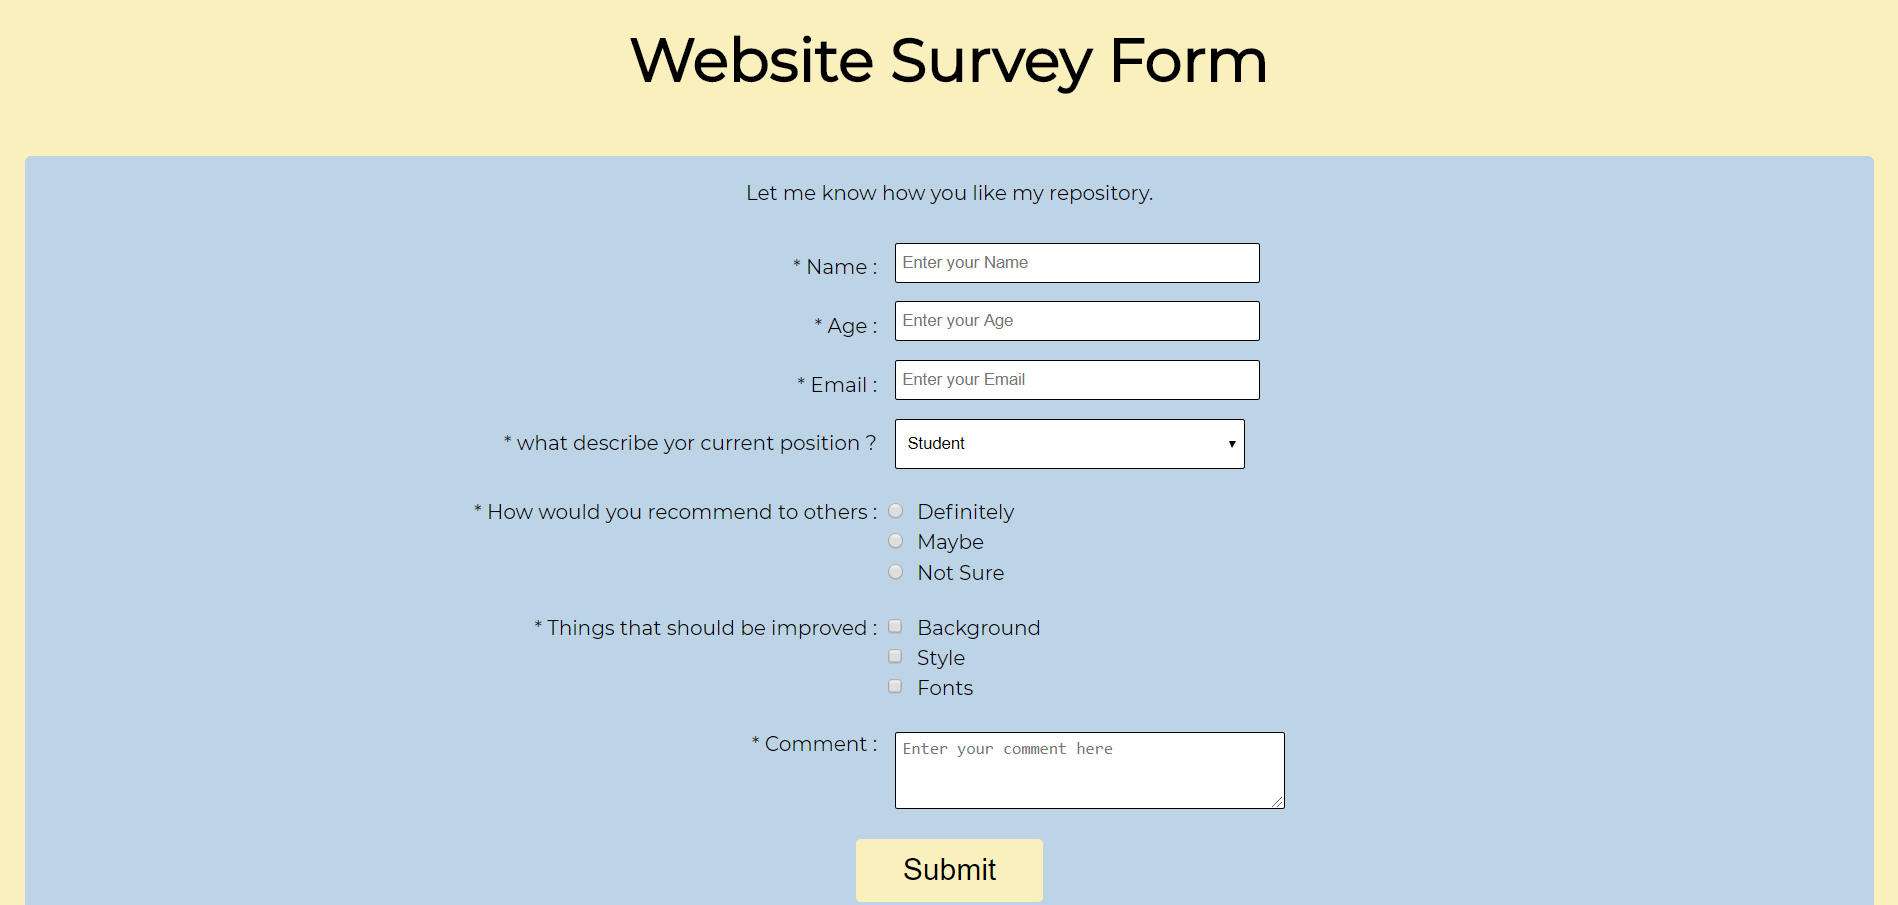 Website Survey Form
Let me know how you like my repository.
* Name : Enter your Name
* Age : Enter your Age
* Email : Enter your Email
* what describe yor current position ? Student
* How would you recommend to others : Definitely
Maybe
Not Sure
* Things that should be improved : Background
Style
Fonts
* Comment : Enter your comment here
Submit